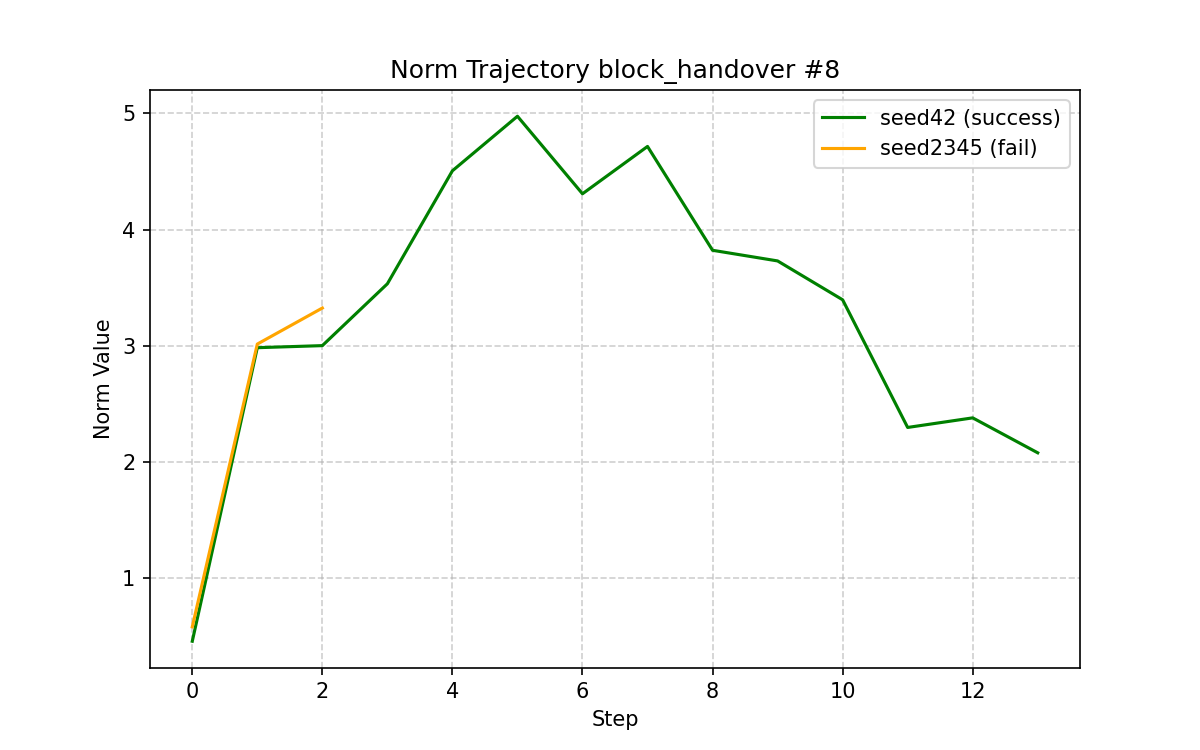 Norm Trajectory block_handover #8
seed42 (success)
seed2345 (fail)
Norm Value
5
4
3
2
1
0 2 4 6 8 10 12
Step